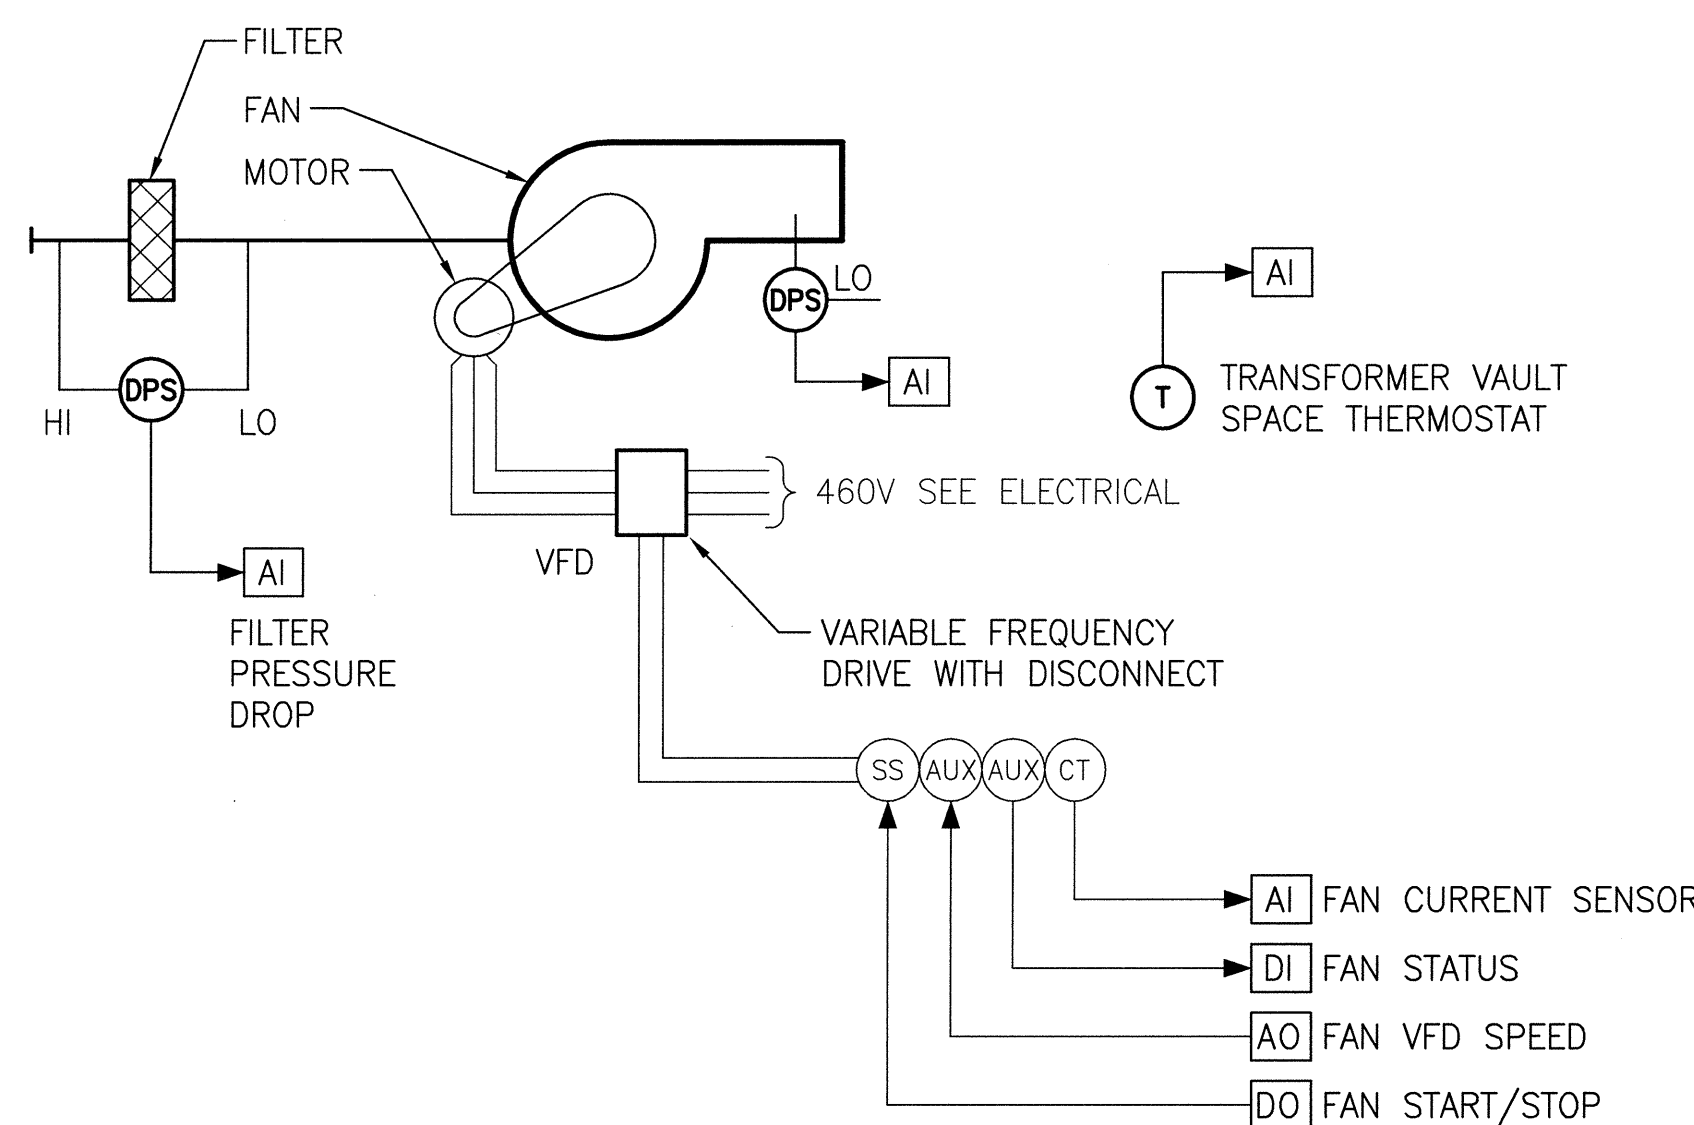 FILTER
FAN
MOTOR
LO
DPS
AI
AI
T
TRANSFORMER VAULT
SPACE THERMOSTAT
DPS
HI
LO
460V SEE ELECTRICAL
VFD
AI
FILTER
PRESSURE
DROP
VARIABLE FREQUENCY
DRIVE WITH DISCONNECT
SS
AUX
AUX
CT
AI FAN CURRENT SENSOR
DI FAN STATUS
AO FAN VFD SPEED
DO FAN START/STOP